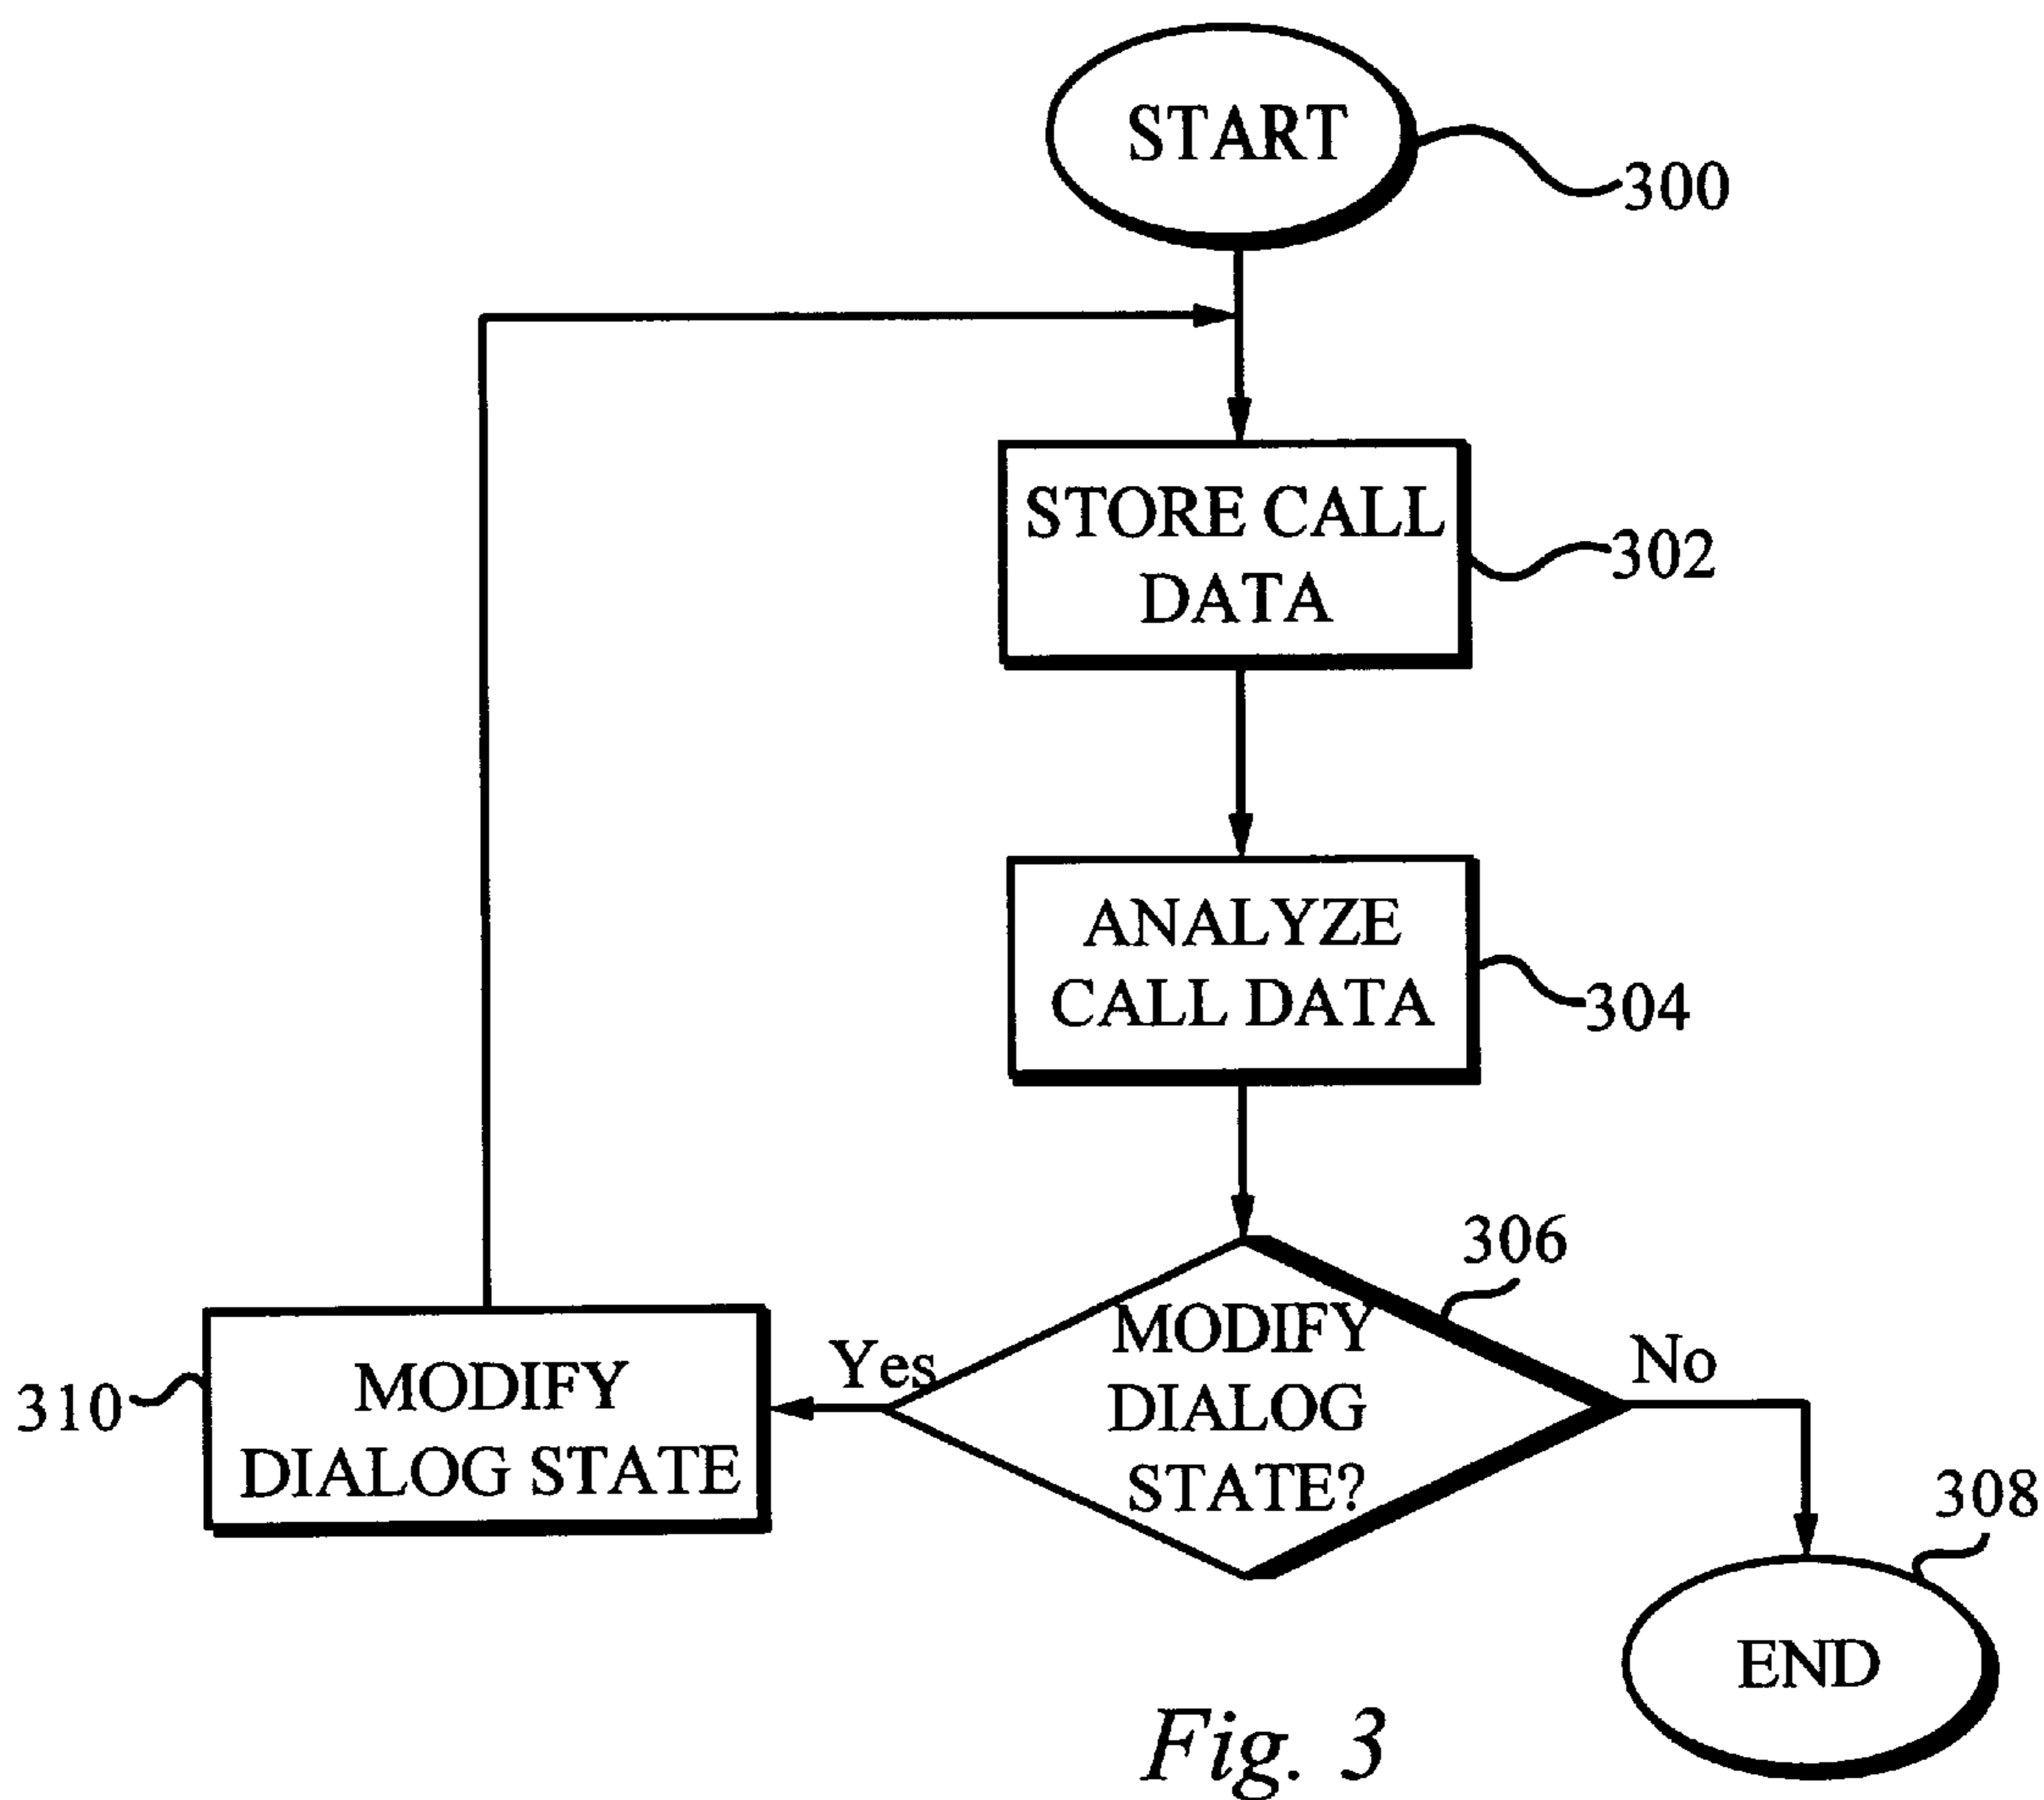 START
300
STORE CALL
DATA
302
ANALYZE
CALL DATA
304
306
MODIFY
DIALOG
STATE?
Yes
No
310
MODIFY
DIALOG STATE
308
END
Fig. 3